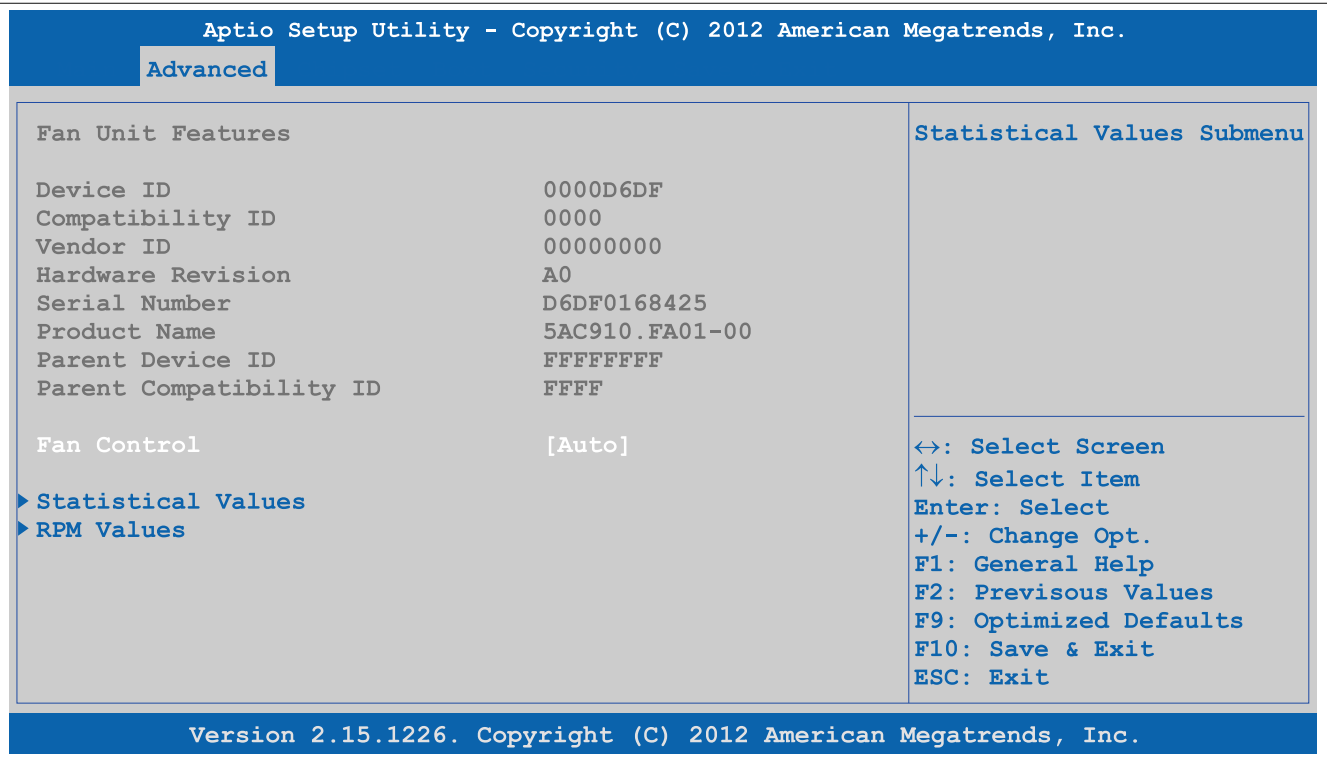 Aptio Setup Utility - Copyright (C) 2012 American Megatrends, Inc.
Advanced
Fan Unit Features
Device ID 0000D6DF
Compatibility ID 0000
Vendor ID 00000000
Hardware Revision A0
Serial Number D6DF0168425
Product Name 5AC910.FA01-00
Parent Device ID FFFFFFFF
Parent Compatibility ID FFFF
Fan Control [Auto]
Statistical Values
RPM Values
Statistical Values Submenu
↔: Select Screen
↑↓: Select Item
Enter: Select
+/-: Change Opt.
F1: General Help
F2: Previsous Values
F9: Optimized Defaults
F10: Save & Exit
ESC: Exit
Version 2.15.1226. Copyright (C) 2012 American Megatrends, Inc.